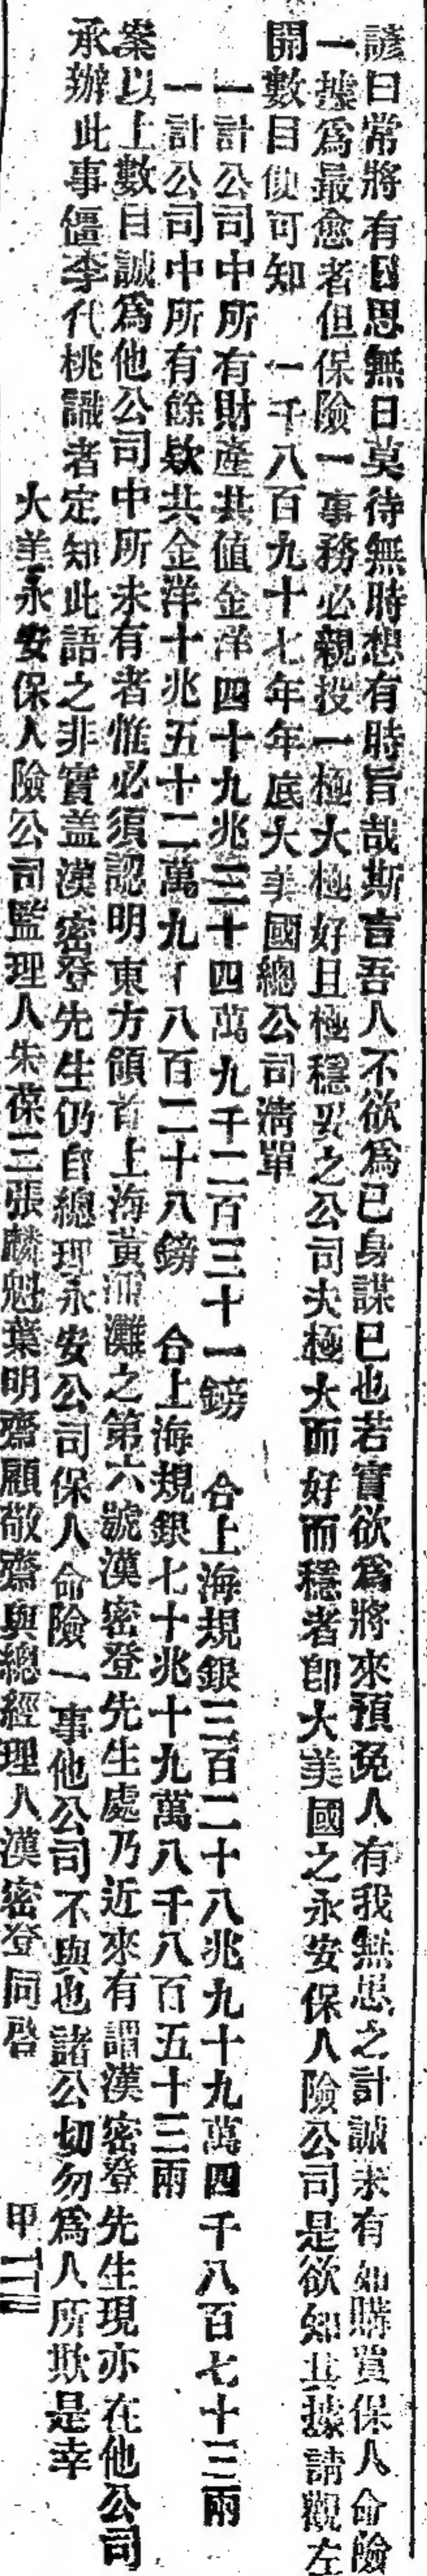 諺曰常將有日思無日莫待無時想有時旨哉斯言吾人不欲爲已身謀已也若實欲爲將來預免人有我無患之計誠未有如購買保人命險
一據爲最愈者但保險一事務必親投一極大極好且極穩妥之公司夫極大而好而穩者卽大美國之永安保人險公司是欲知其據請觀左
開數目便可知　一千八百九十七年年底大美國總公司淸單
一計公司中所有財產共值金洋四十九兆三十四萬九千二百三十一鎊　合上海規銀三百二十八兆九十九萬四千八百七十三兩
一計公司中所有餘欵共金洋十兆五十二萬九千八百二十八鎊　合上海規銀七十兆十九萬八千八百五十三兩
案以上數目誠爲他公司中所未有者惟必須認明東方領首上海黃浦灘之第六號漢密登先生處乃近來有謂漢密登先生現亦在他公司
承辦此事僵李代桃識者定知此語之非實盖漢密登先生仍自總理永安公司保人命險一事他公司不與也諸公切勿爲人所欺是幸
大美永安保人險公司監理人朱葆三張麟魁葉明齋顧敬齋與總經理人漢密登同啓　甲